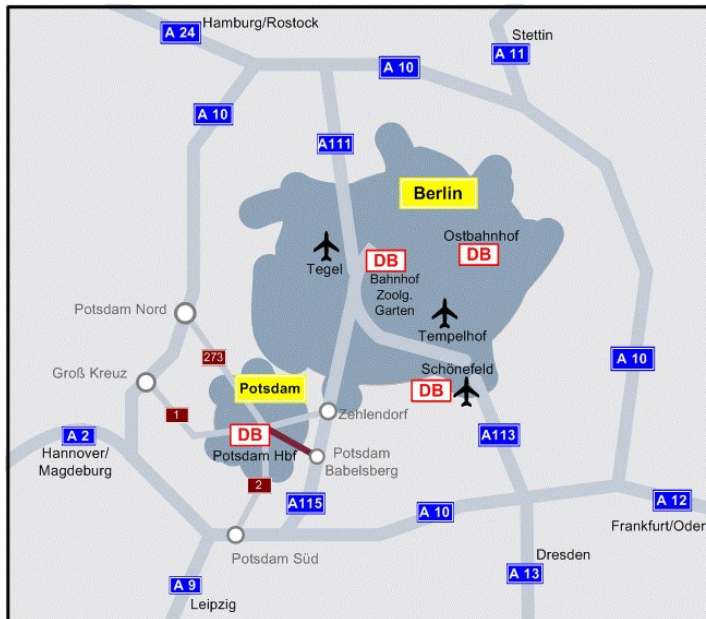 Hamburg/Rostock
A 24
Stettin
A 11
A 10
A 10
A111
Berlin
Ostbahnhof
DB
Tegel
DB
Bahnhof
Zoolg.
Garten
Potsdam Nord
Tempelhof
273
A 10
Groß Kreuz
Schönefeld
Potsdam
DB
1
Zehlendorf
A 2
DB
A113
Hannover/
Magdeburg
Potsdam Hbf
Potsdam
Babelsberg
2
A115
A 10
A 12
Frankfurt/Oder
Potsdam Süd
Dresden
A 9
A 13
Leipzig